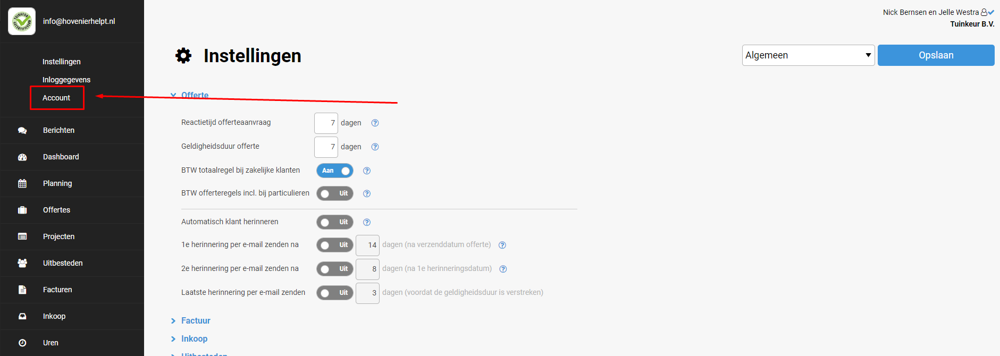 TUINKEUR
GECERTIFICEERD
info@hovenierhelpt.nl
Instellingen
Inloggegevens
Account
Berichten
Dashboard
Planning
Offertes
Projecten
Uitbesteden
Facturen
Inkoop
Uren
Nick Bernsen en Jelle Westra
Tuinkeur B.V.
Instellingen
Algemeen
Opslaan
Offerte
Reactietijd offerteaanvraag 7 dagen ?
Geldigheidsduur offerte 7 dagen ?
BTW totaalregel bij zakelijke klanten Aan ?
BTW offerteregels incl. bij particulieren Uit ?
Automatisch klant herinneren Uit ?
1e herinnering per e-mail zenden na Uit 14 dagen (na verzenddatum offerte) ?
2e herinnering per e-mail zenden na Uit 8 dagen (na 1e herinneringsdatum) ?
Laatste herinnering per e-mail zenden Uit 3 dagen (voordat de geldigheidsduur is verstreken)
Factuur
Inkoop
Uitbesteden